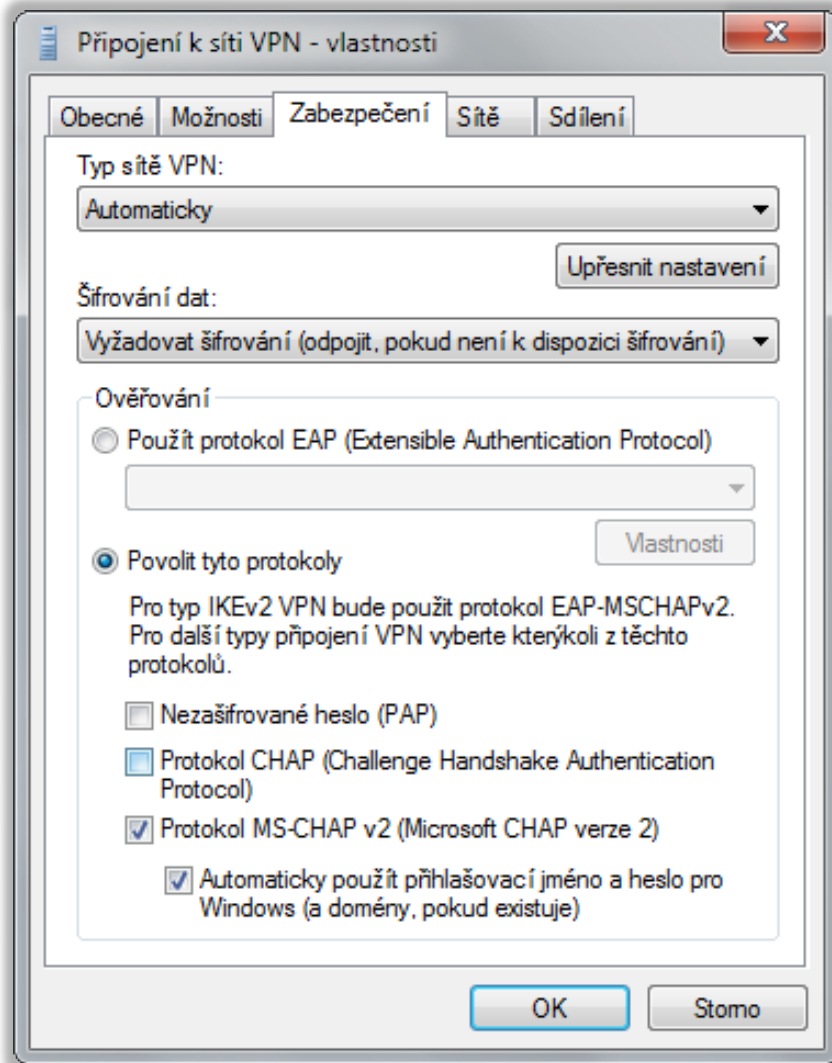 Připojení k síti VPN - vlastnosti
Obecné
Možnosti
Zabezpečení
Sítě
Sdílení
Typ sítě VPN:
Automaticky
Upřesnit nastavení
Šifrování dat:
Vyžadovat šifrování (odpojit, pokud není k dispozici šifrování)
Ověřování
Použít protokol EAP (Extensible Authentication Protocol)
Vlastnosti
Povolit tyto protokoly
Pro typ IKEv2 VPN bude použit protokol EAP-MSCHAPv2.
Pro další typy připojení VPN vyberte kterýkoli z těchto
protokolů.
Nezašifrované heslo (PAP)
Protokol CHAP (Challenge Handshake Authentication
Protocol)
Protokol MS-CHAP v2 (Microsoft CHAP verze 2)
Automaticky použít přihlašovací jméno a heslo pro
Windows (a domény, pokud existuje)
OK
Storno